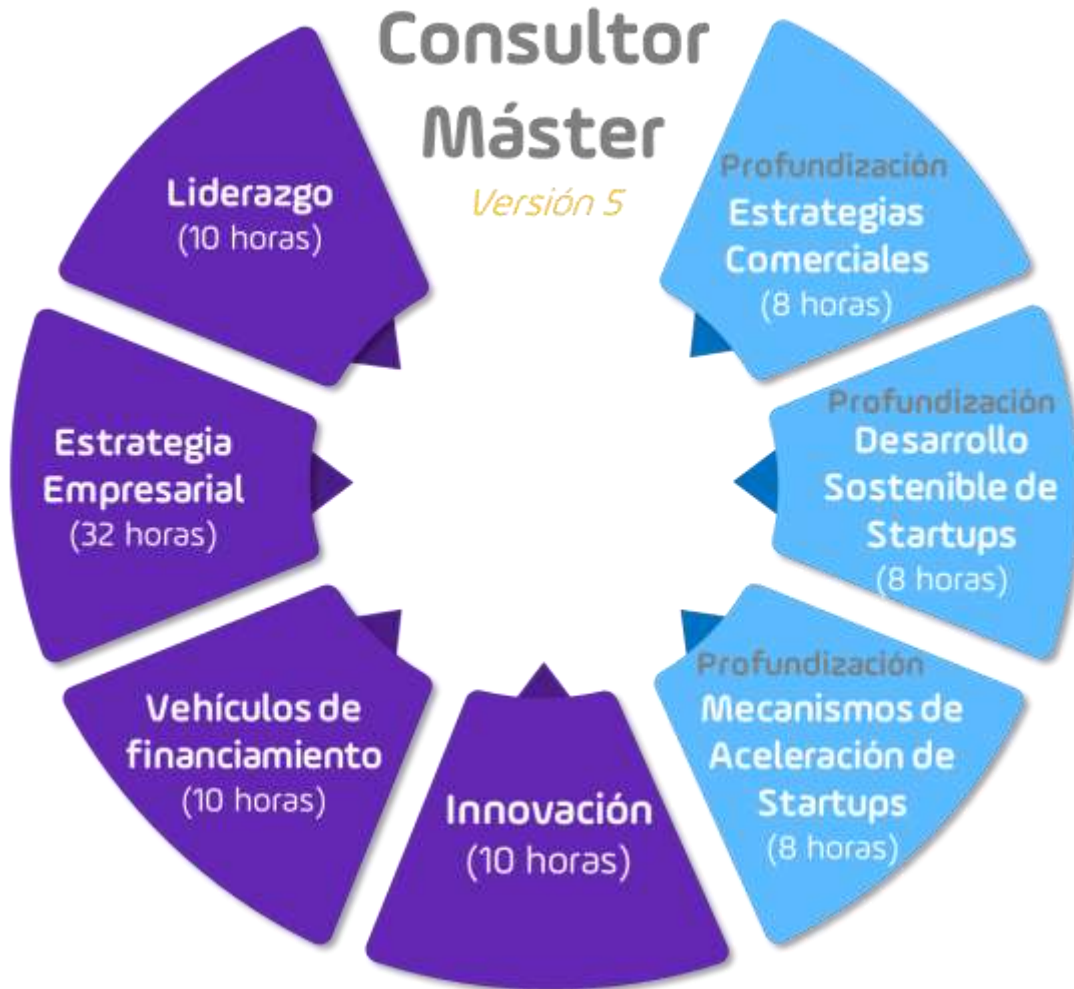 Consultor
Máster
Versión 5
Liderazgo
(10 horas)
Estrategia
Empresarial
(32 horas)
Vehículos de
financiamiento
(10 horas)
Innovación
(10 horas)
Profundización
Mecanismos de
Aceleración de
Startups
(8 horas)
Profundización
Desarrollo
Sostenible de
Startups
(8 horas)
Profundización
Estrategias
Comerciales
(8 horas)